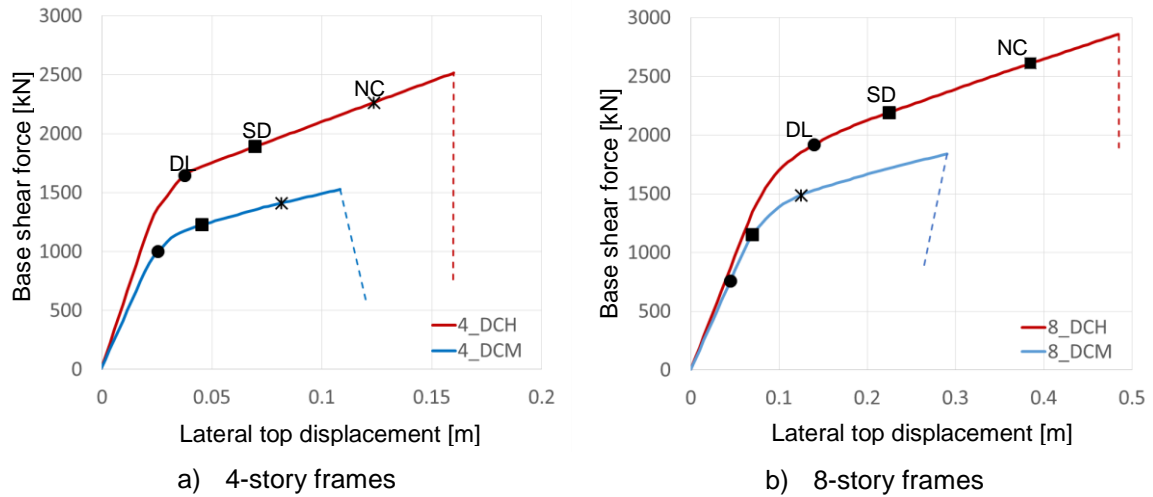 3000
2500
2000
1500
1000
500
0
Base shear force [kN]
DL
SD
NC
4_DCH
4_DCM
0 0.05 0.1 0.15 0.2
Lateral top displacement [m]
a) 4-story frames
3000
2500
2000
1500
1000
500
0
Base shear force [kN]
DL
SD
NC
8_DCH
8_DCM
0 0.1 0.2 0.3 0.4 0.5
Lateral top displacement [m]
b) 8-story frames